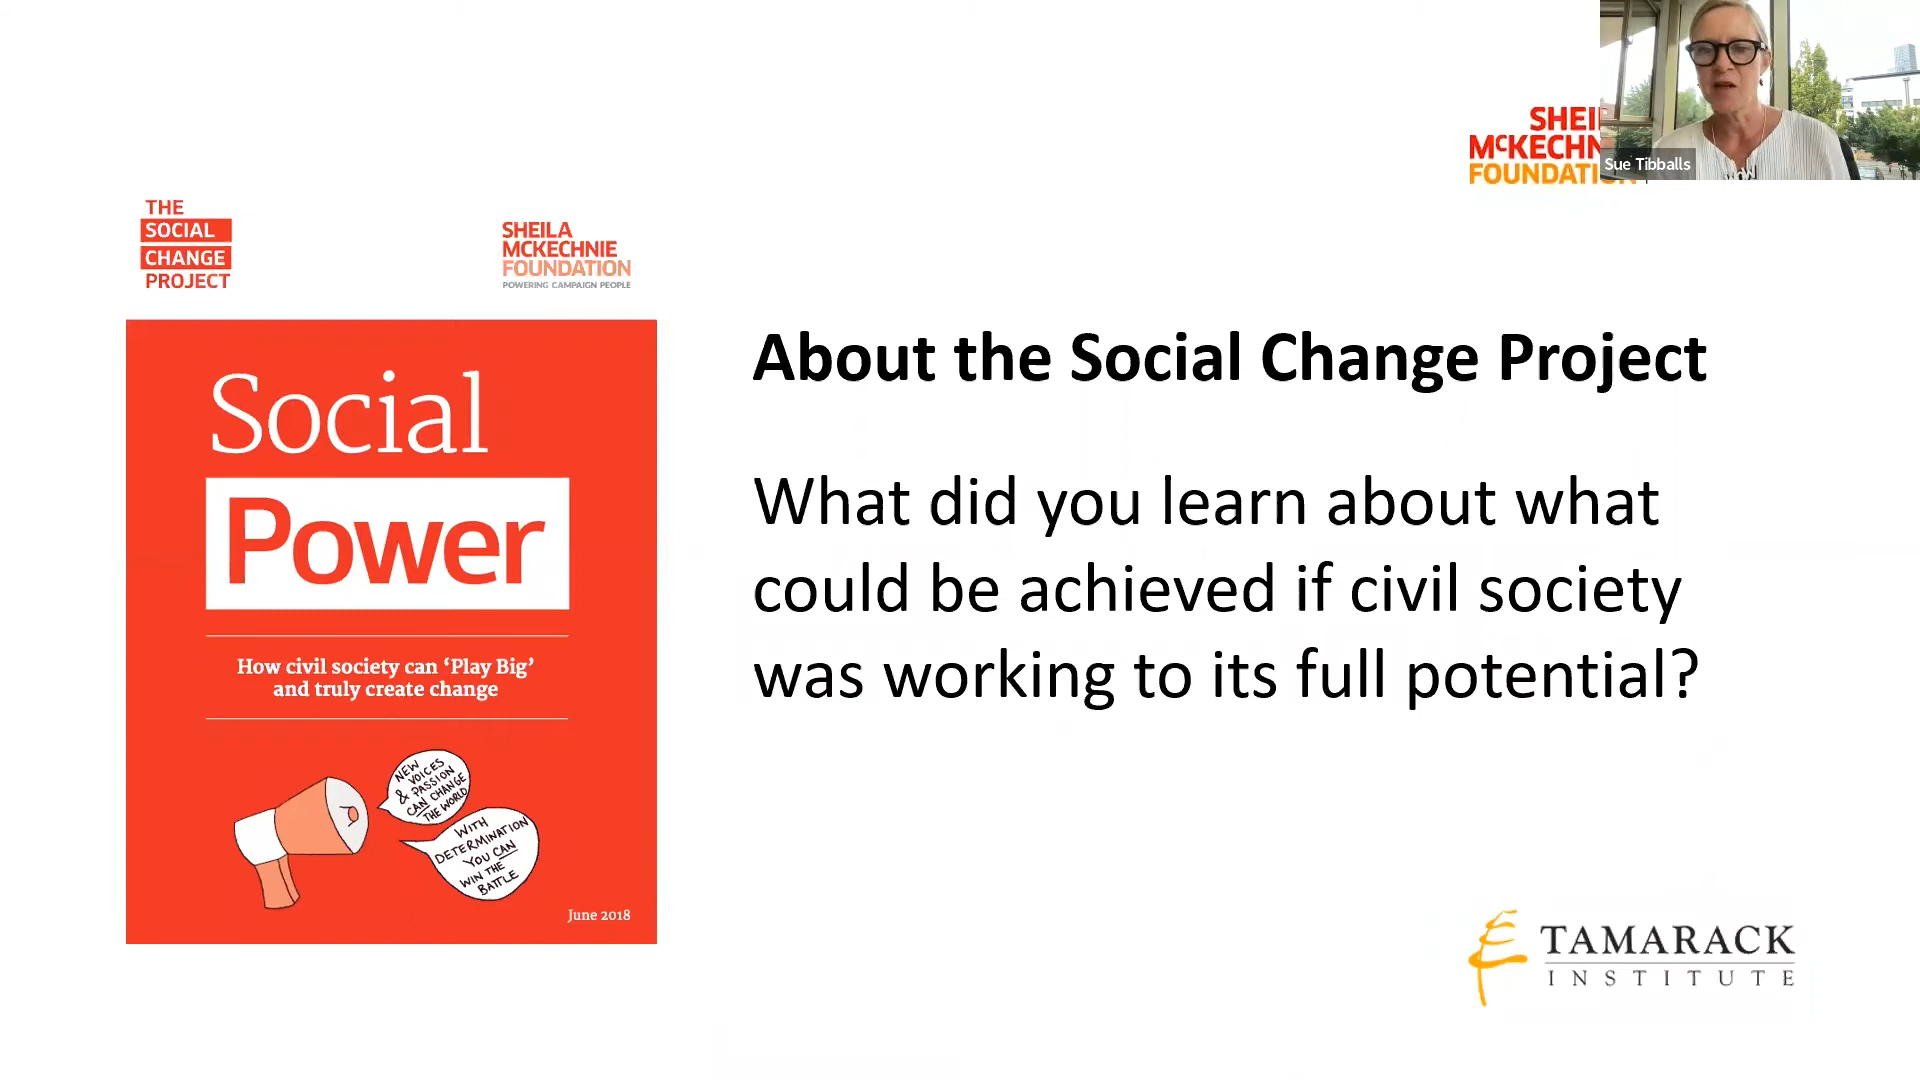 THE
SOCIAL
CHANGE
PROJECT
SHEILA
MCKECHNIE
FOUNDATION
POWERING CAMPAIGN PEOPLE
Social
Power
How civil society can ‘Play Big’
and truly create change
NEW
VOICES
& PASSION
CAN CHANGE
THE WORLD
WITH
DETERMINATION
YOU CAN
WIN THE
BATTLE
June 2018
SHEI
McKECHN
FOUNDATI
Sue Tibballs
About the Social Change Project
What did you learn about what
could be achieved if civil society
was working to its full potential?
TAMARACK
INSTITUTE